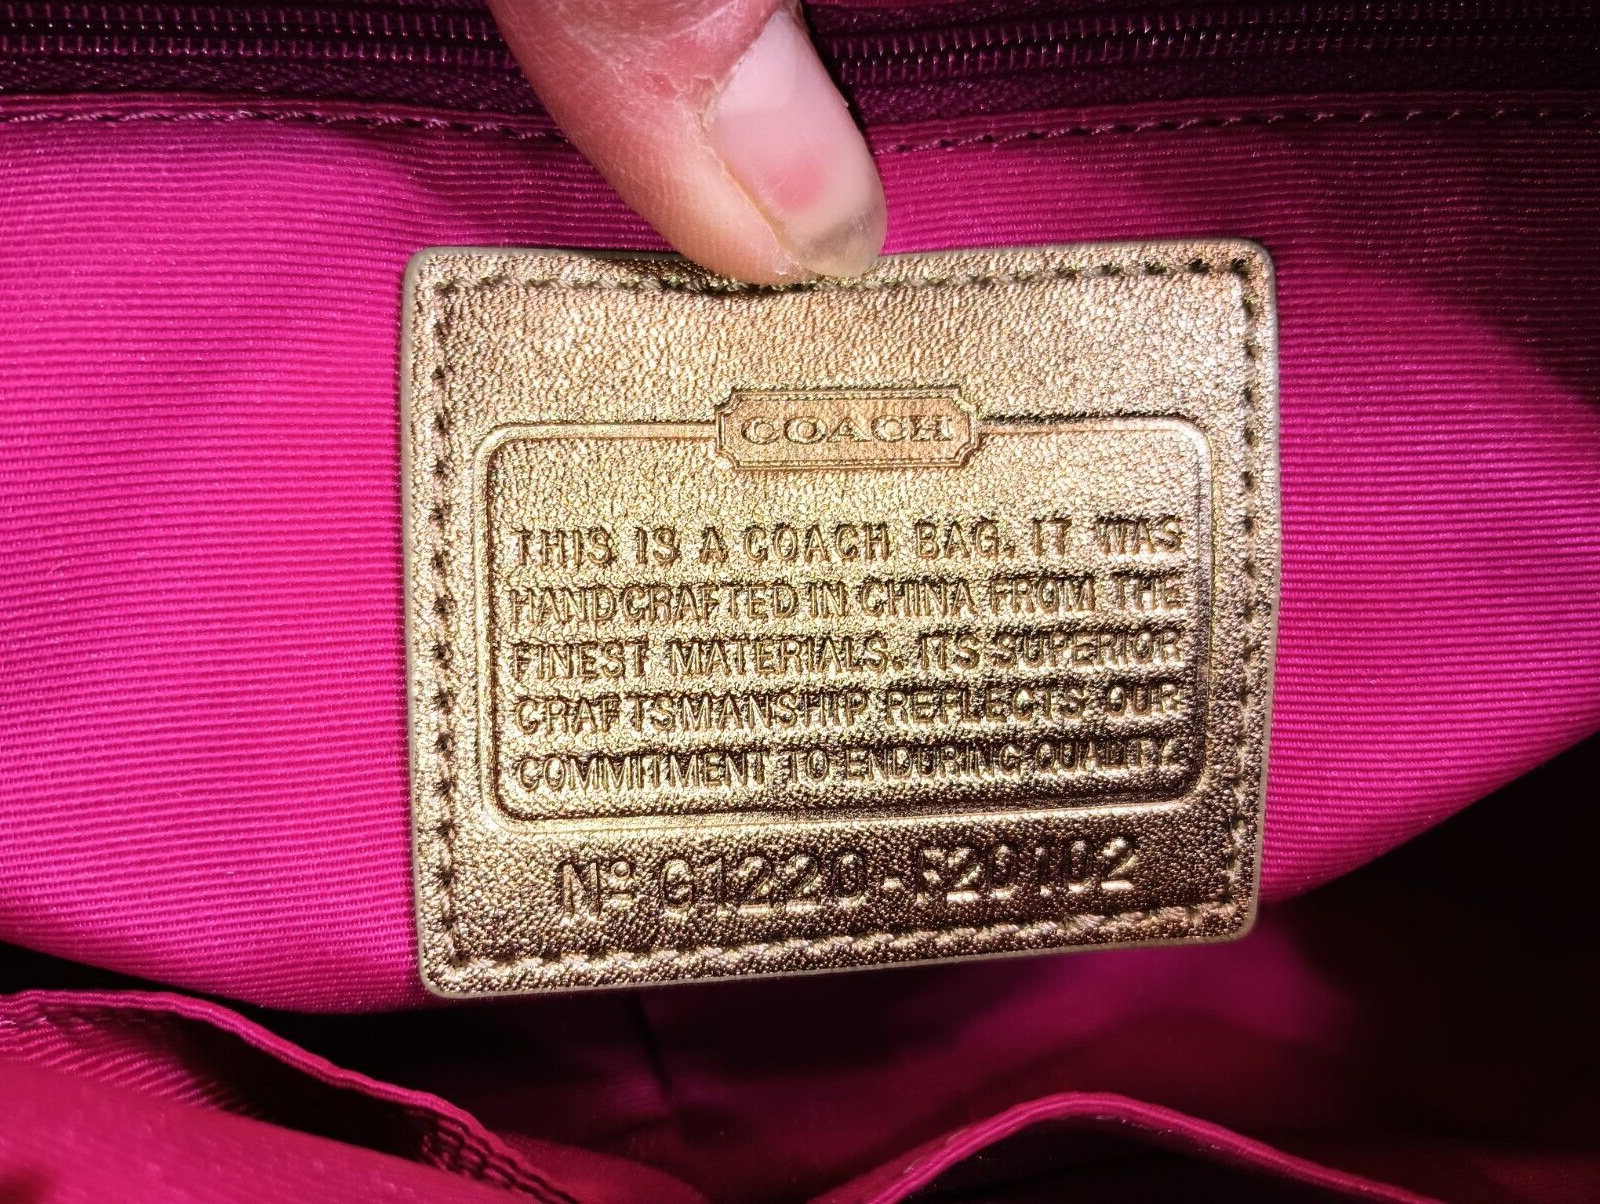 COACH
THIS IS A COACH BAG. IT WAS
HANDCRAFTED IN CHINA FROM THE
FINEST MATERIALS. ITS SUPERIOR
CRAFTSMANSHIP REFLECTS OUR
COMMITMENT TO ENDURING QUALITY.
Nº G1220-F20102